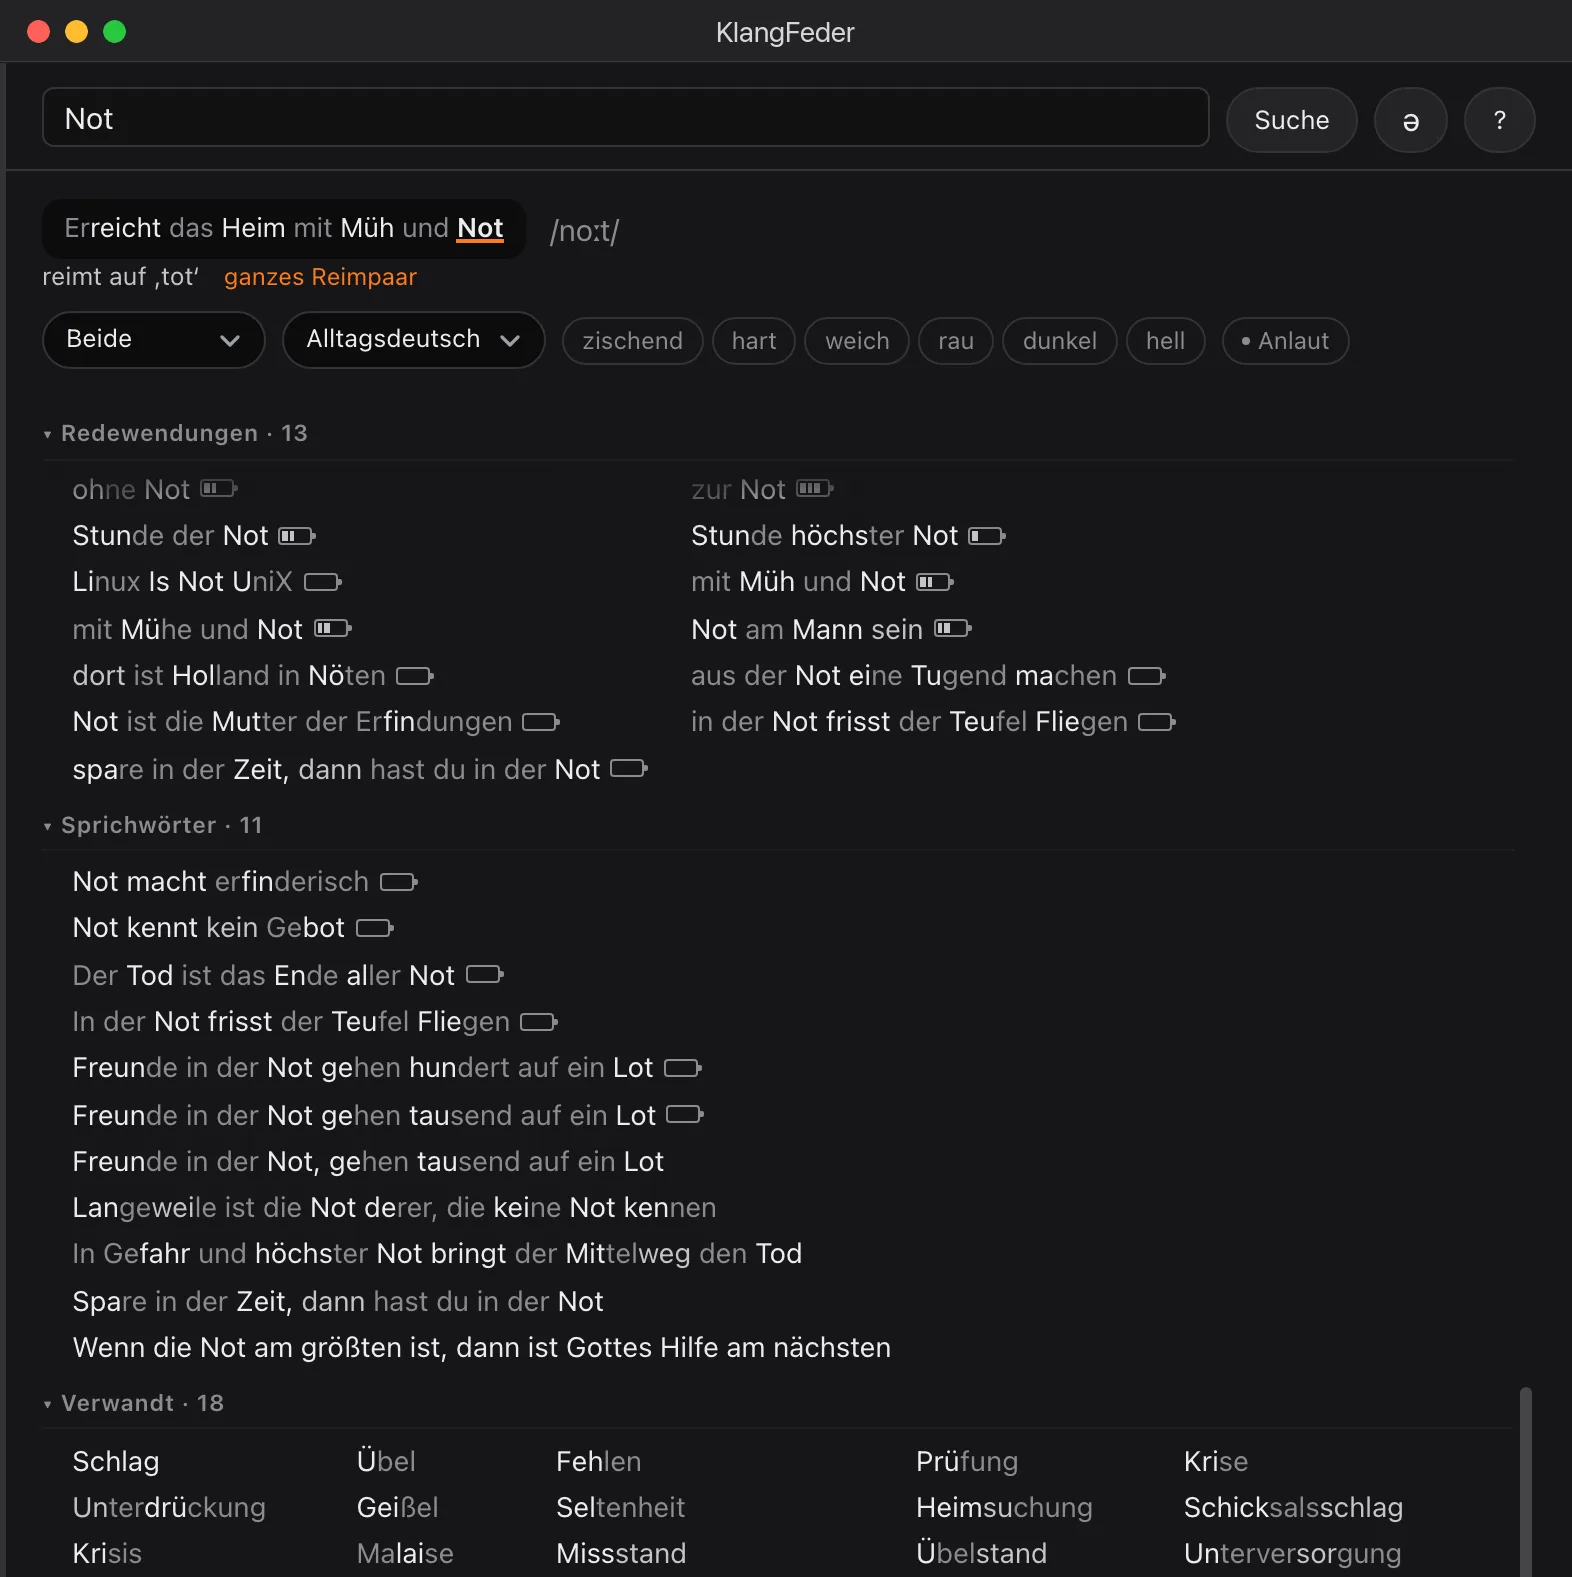 KlangFeder
Not Suche ə ?
Erreicht das Heim mit Müh und Not /noːt/
reimt auf ‚tot‘ ganzes Reimpaar
Beide Alltagsdeutsch zischend hart weich rau dunkel hell • Anlaut
▾ Redewendungen · 13
ohne Not zur Not
Stunde der Not Stunde höchster Not
Linux Is Not UniX mit Müh und Not
mit Mühe und Not Not am Mann sein
dort ist Holland in Nöten aus der Not eine Tugend machen
Not ist die Mutter der Erfindungen in der Not frisst der Teufel Fliegen
spare in der Zeit, dann hast du in der Not
▾ Sprichwörter · 11
Not macht erfinderisch
Not kennt kein Gebot
Der Tod ist das Ende aller Not
In der Not frisst der Teufel Fliegen
Freunde in der Not gehen hundert auf ein Lot
Freunde in der Not gehen tausend auf ein Lot
Freunde in der Not, gehen tausend auf ein Lot
Langeweile ist die Not derer, die keine Not kennen
In Gefahr und höchster Not bringt der Mittelweg den Tod
Spare in der Zeit, dann hast du in der Not
Wenn die Not am größten ist, dann ist Gottes Hilfe am nächsten
▾ Verwandt · 18
Schlag Übel Fehlen Prüfung Krise
Unterdrückung Geißel Seltenheit Heimsuchung Schicksalsschlag
Krisis Malaise Missstand Übelstand Unterversorgung